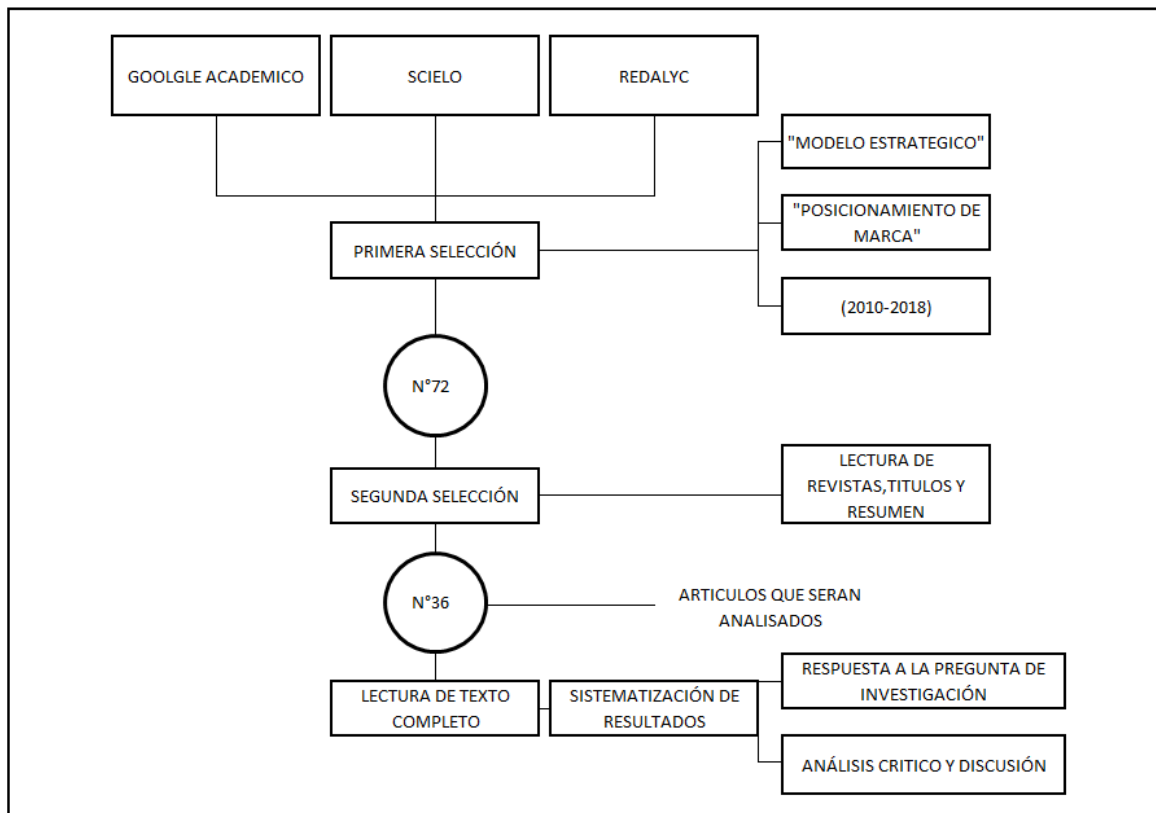 GOOLGLE ACADEMICO
SCIELO
REDALYC
"MODELO ESTRATEGICO"
"POSICIONAMIENTO DE
MARCA"
PRIMERA SELECCIÓN
(2010-2018)
N°72
SEGUNDA SELECCIÓN
LECTURA DE
REVISTAS,TITULOS Y
RESUMEN
N°36
ARTICULOS QUE SERAN
ANALISADOS
LECTURA DE TEXTO
COMPLETO
SISTEMATIZACIÓN DE
RESULTADOS
RESPUESTA A LA PREGUNTA DE
INVESTIGACIÓN
ANÁLISIS CRITICO Y DISCUSIÓN